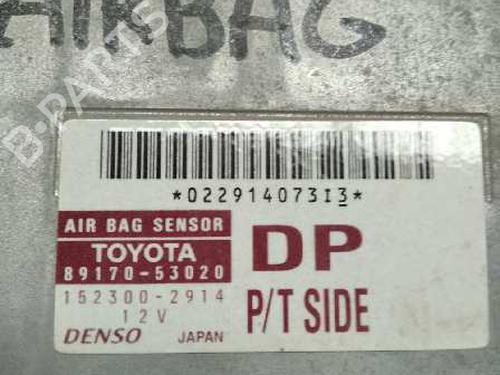 AIRBAG
B-PARTS
*02291407313*
AIR BAG SENSOR
TOYOTA
89170-53020
152300-2914
12V
DENSO JAPAN
DP
P/T SIDE